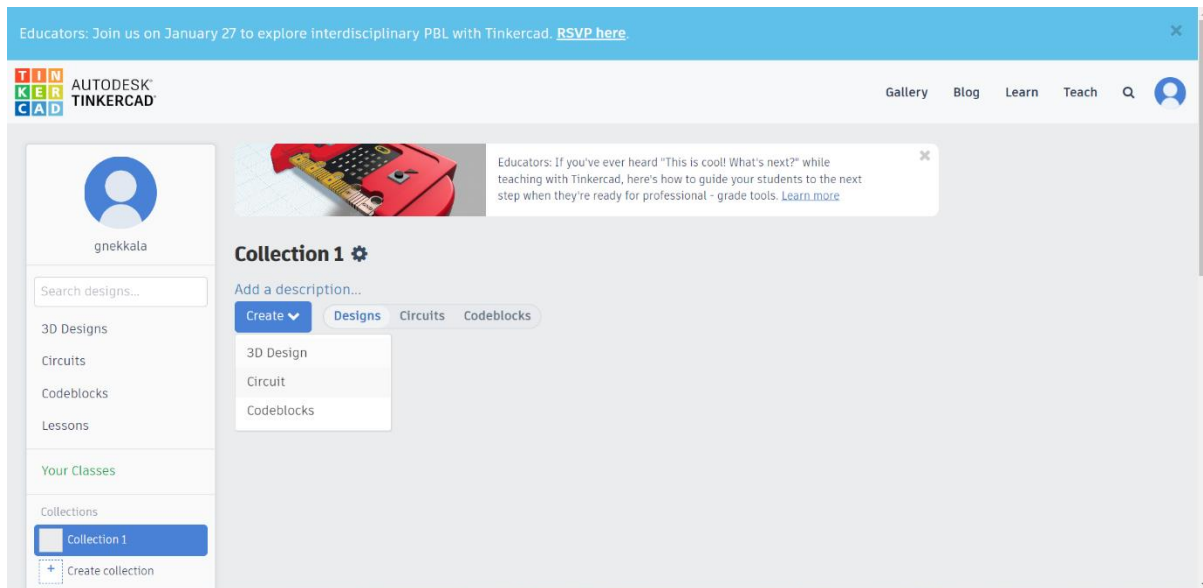 Educators: Join us on January 27 to explore interdisciplinary PBL with Tinkercad. RSVP here.
TIN
KER
CAD
AUTODESK®
TINKERCAD®
Gallery Blog Learn Teach
gnekkala
Search designs...
3D Designs
Circuits
Codeblocks
Lessons
Your Classes
Collections
Collection 1
+ Create collection
Educators: If you've ever heard "This is cool! What's next?" while
teaching with Tinkercad, here's how to guide your students to the next
step when they're ready for professional - grade tools. Learn more
Collection 1
Add a description...
Create Designs Circuits Codeblocks
3D Design
Circuit
Codeblocks